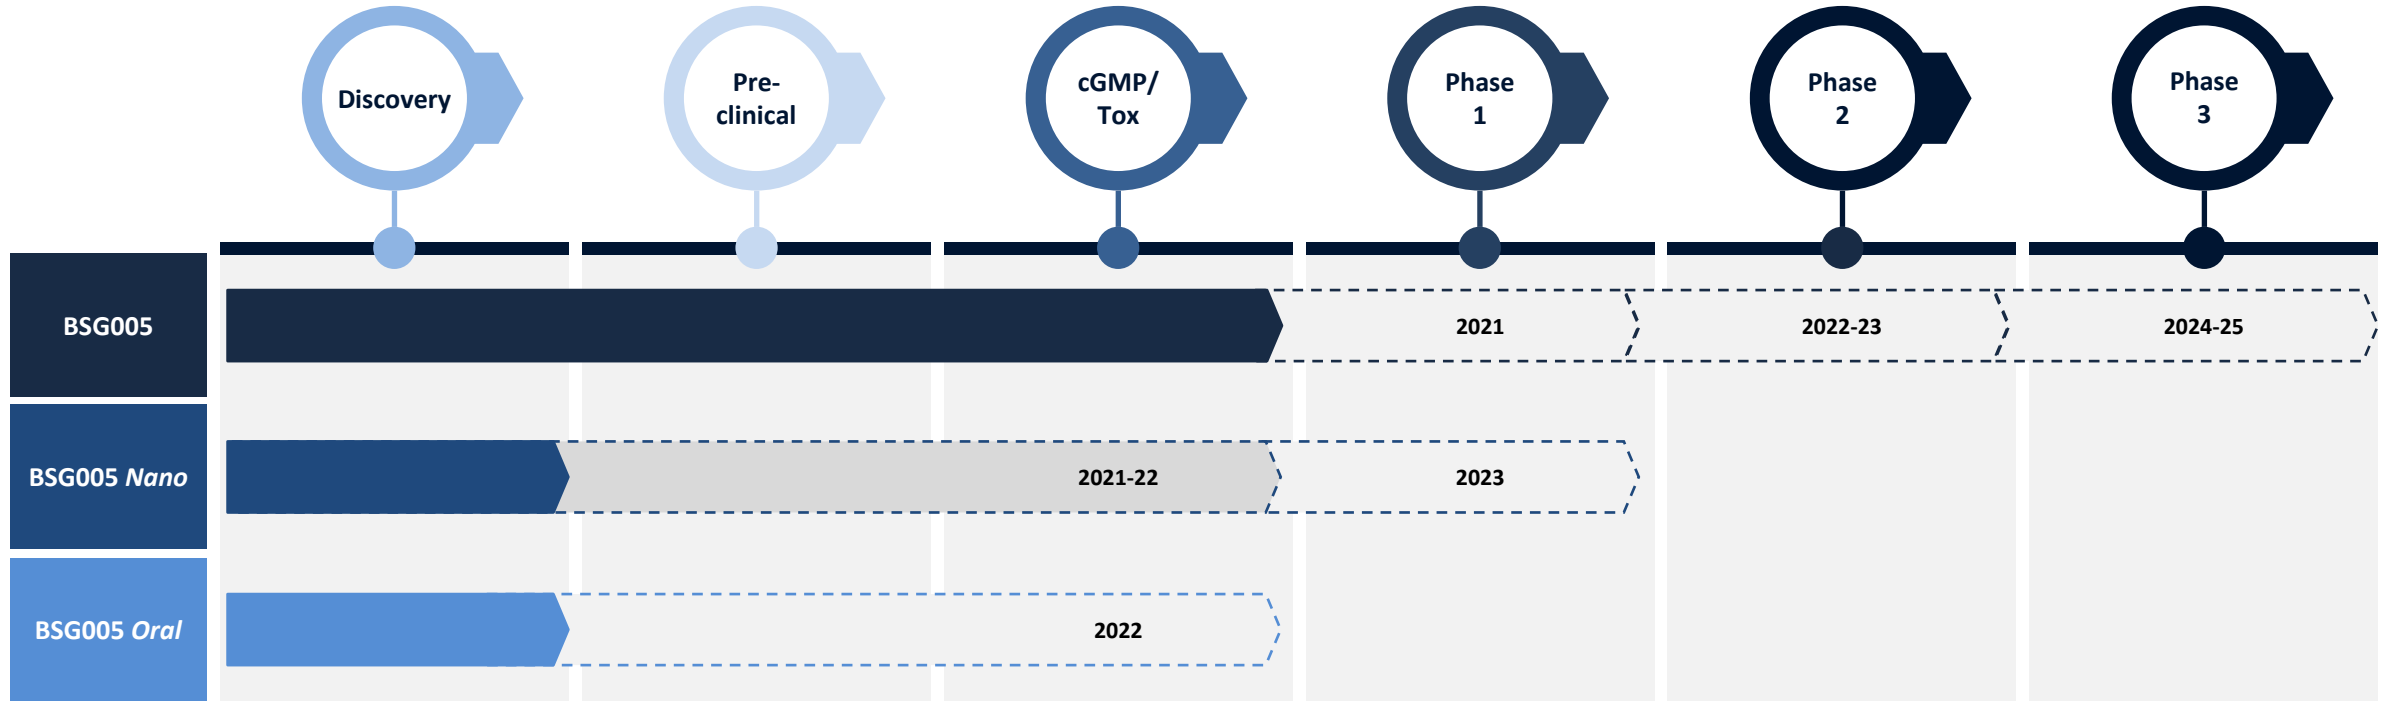 Discovery
Pre-
clinical
cGMP/
Tox
Phase
1
Phase
2
Phase
3
BSG005
2021
2022-23
2024-25
BSG005 Nano
2021-22
2023
BSG005 Oral
2022